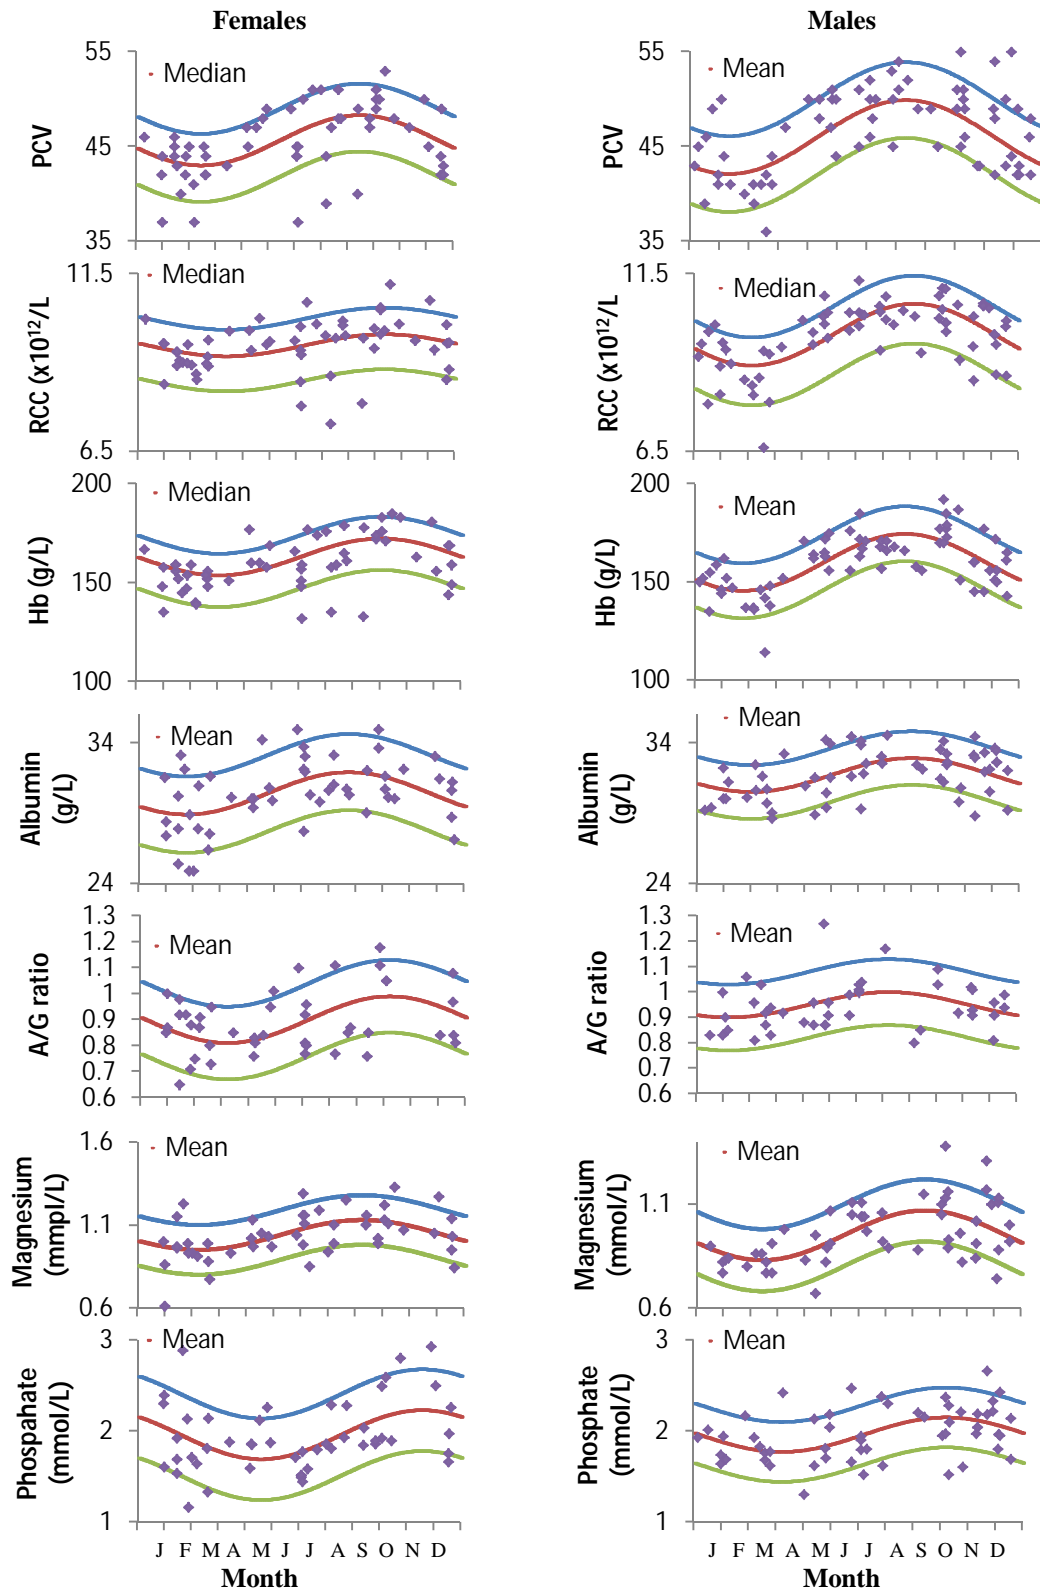 Females
Males
55
45
35
PCV
Median
55
45
35
PCV
Mean
11.5
6.5
RCC (x10¹²/L
Median
11.5
6.5
RCC (x10¹²/L
Median
200
150
100
Hb (g/L)
Median
200
150
100
Hb (g/L)
Mean
34
24
Albumin
(g/L)
Mean
34
24
Albumin
(g/L)
Mean
1.3
1.2
1.1
1
0.9
0.8
0.7
0.6
A/G ratio
Mean
1.3
1.2
1.1
1
0.9
0.8
0.7
0.6
A/G ratio
Mean
1.6
1.1
0.6
Magnesium
(mmpl/L)
Mean
1.1
0.6
Magnesium
(mmol/L)
Mean
3
2
1
Phospahate
(mmol/L)
Mean
3
2
1
Phosphate
(mmol/L)
Mean
J F M A M J J A S O N D
J F M A M J J A S O N D
Month
Month